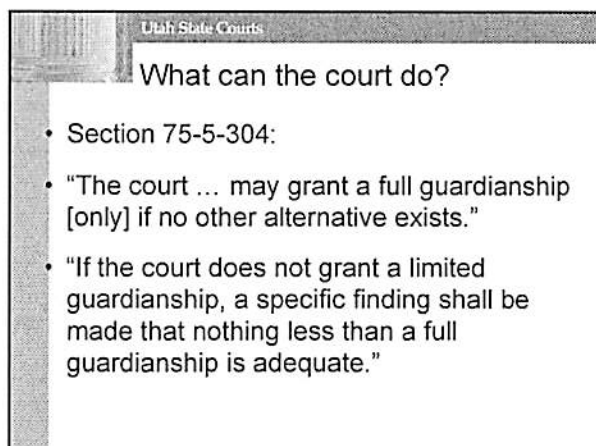 Utah State Courts
What can the court do?
• Section 75-5-304:
• “The court ... may grant a full guardianship
[only] if no other alternative exists.”
• “If the court does not grant a limited
guardianship, a specific finding shall be
made that nothing less than a full
guardianship is adequate.”